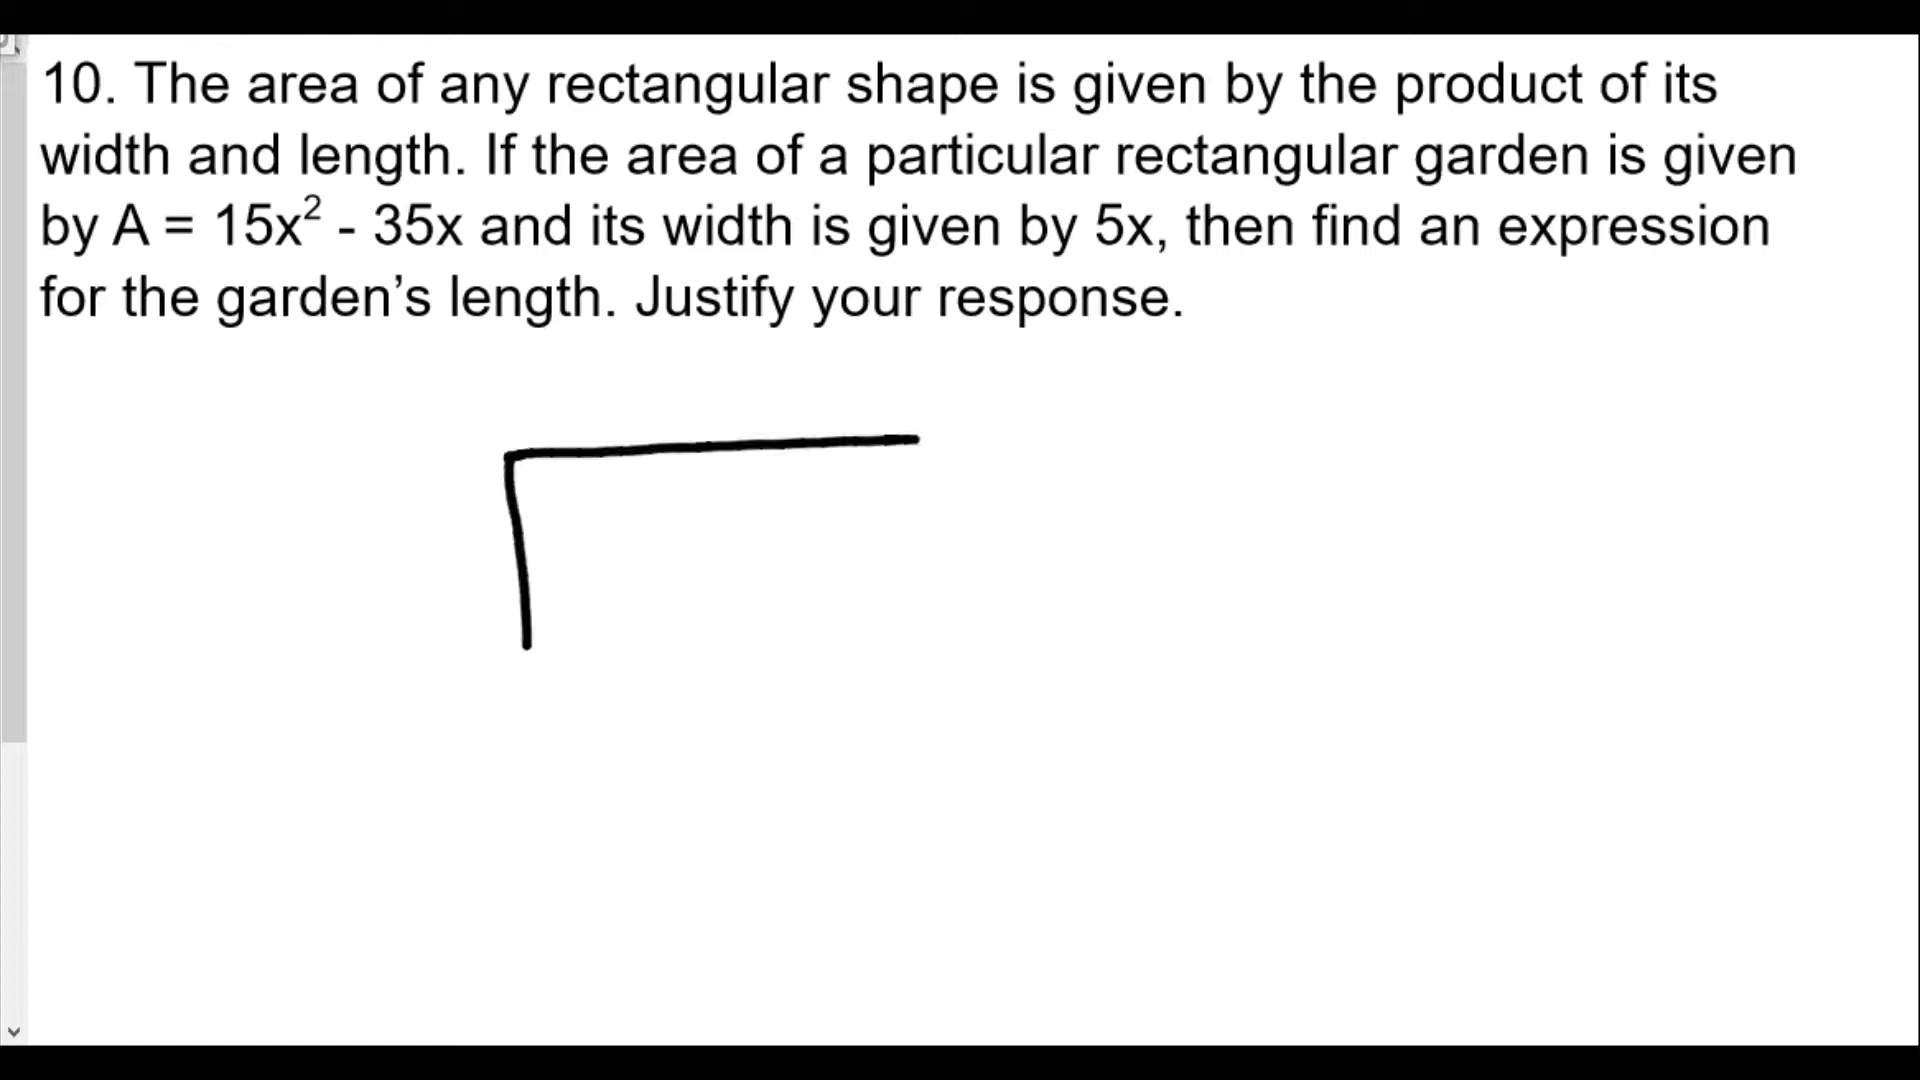 10. The area of any rectangular shape is given by the product of its
width and length. If the area of a particular rectangular garden is given
by A = 15x² - 35x and its width is given by 5x, then find an expression
for the garden’s length. Justify your response.